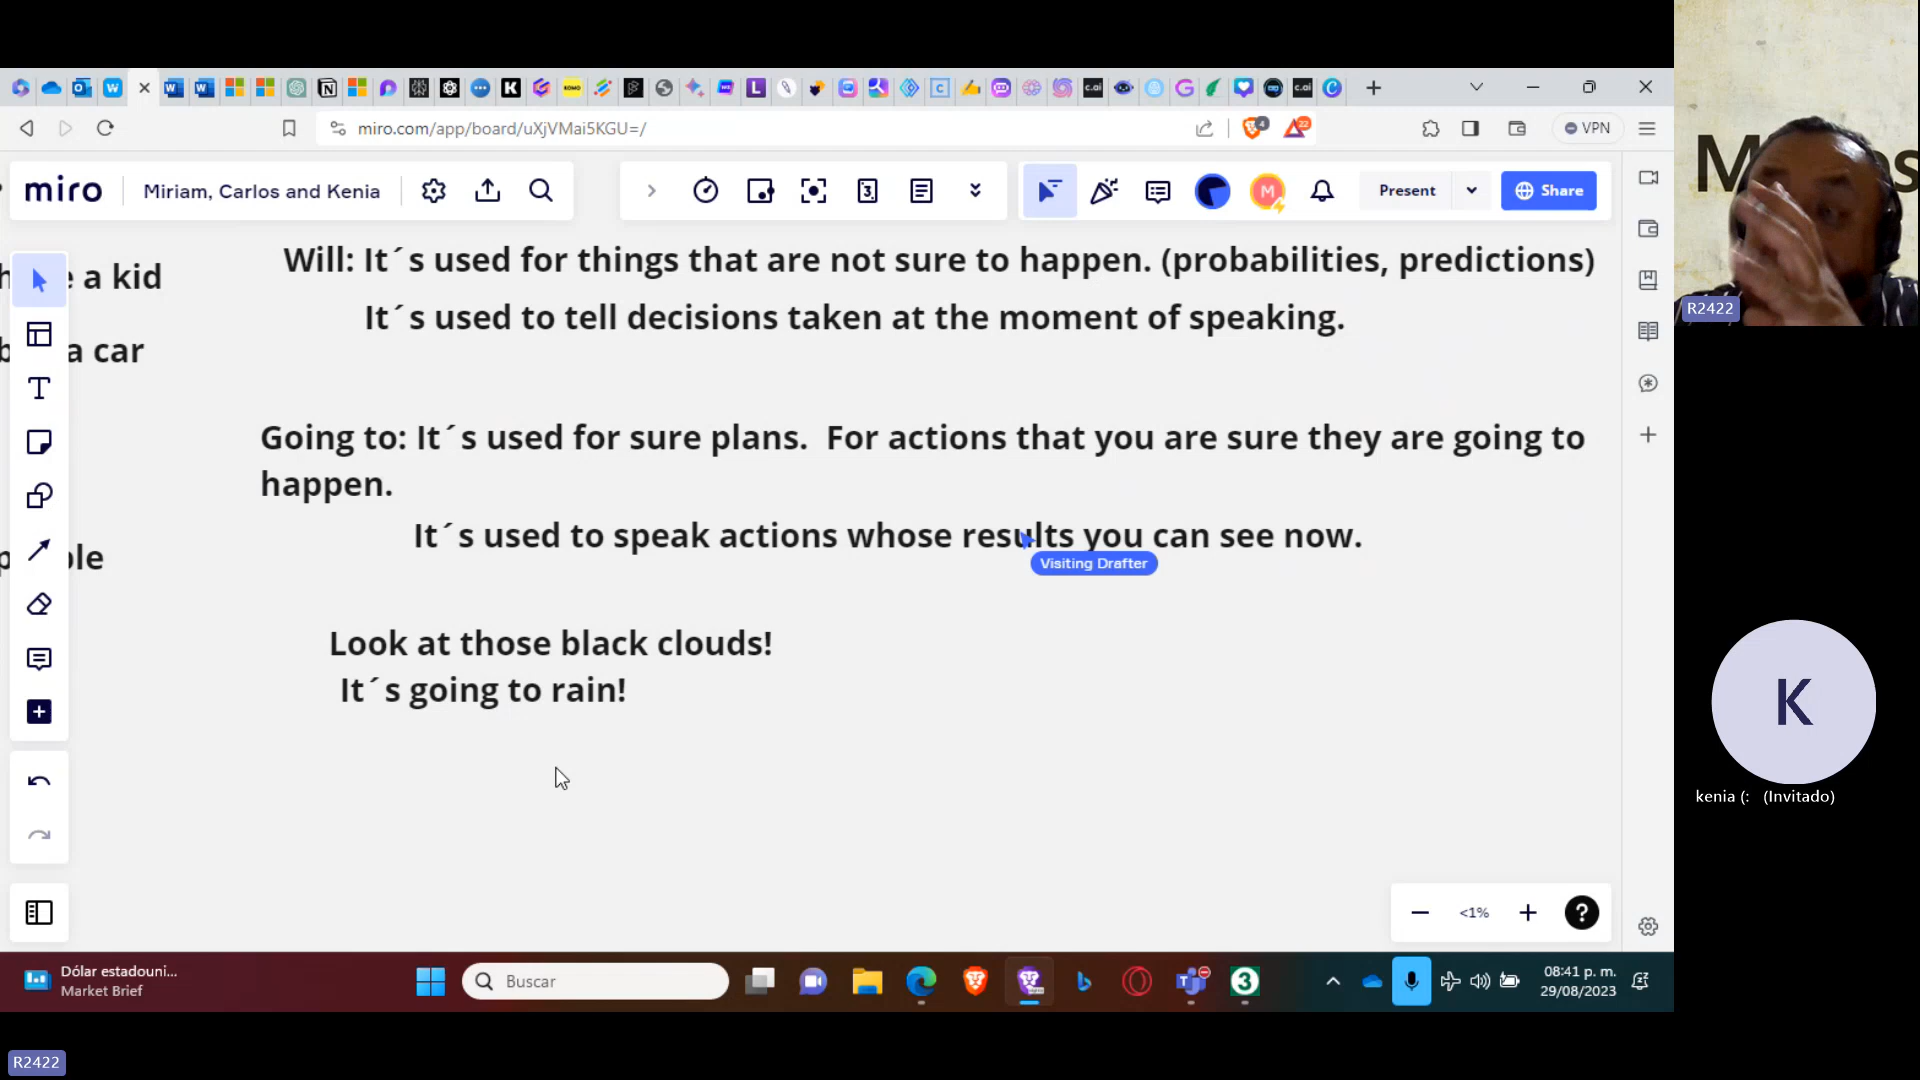 miro.com/app/board/uXjVMai5KGU=/
4
22
VPN
miro
Miriam, Carlos and Kenia
3
M
Present
Share
a kid
a car
Will: It´s used for things that are not sure to happen. (probabilities, predictions)
It´s used to tell decisions taken at the moment of speaking.
Going to: It´s used for sure plans.  For actions that you are sure they are going to
happen.
It´s used to speak actions whose results you can see now.
Visiting Drafter
Look at those black clouds!
It´s going to rain!
<1%
?
Dólar estadouni...
Market Brief
Buscar
3
08:41 p. m.
29/08/2023
R2422
K
kenia (:   (Invitado)
R2422